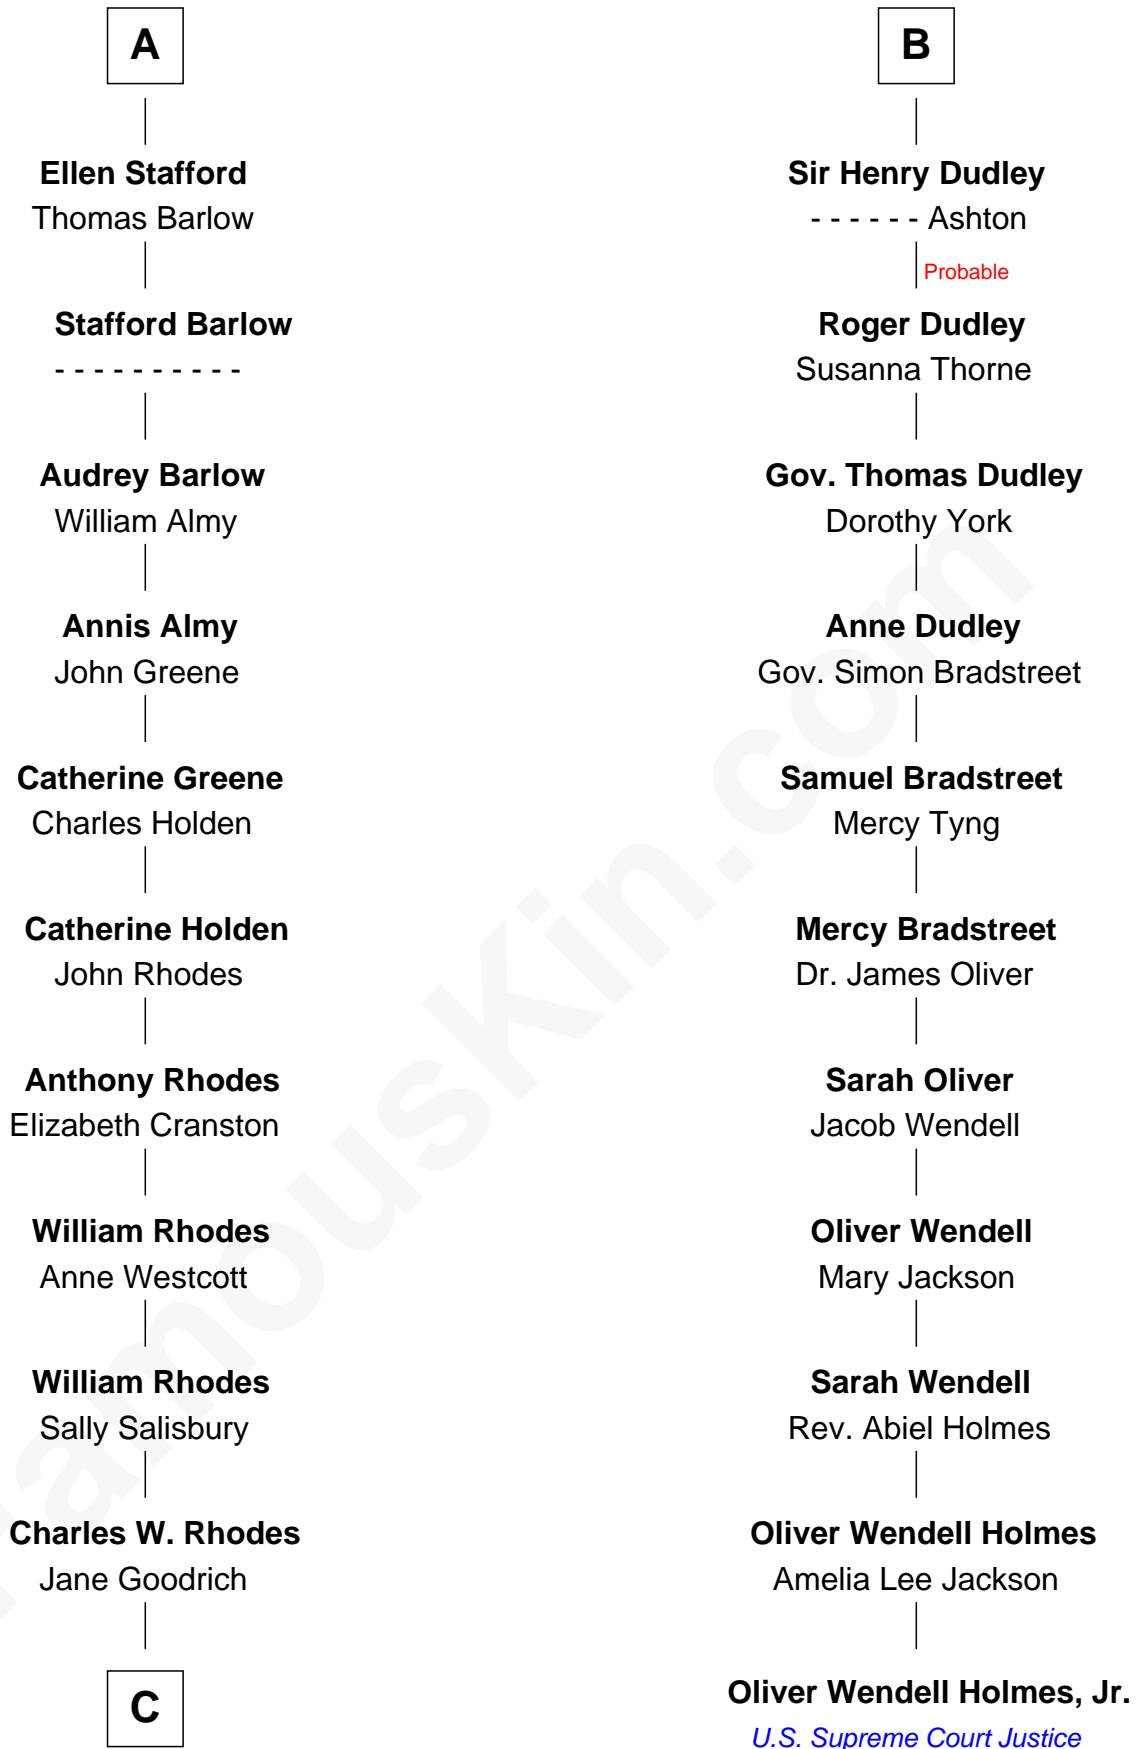 A
Ellen Stafford
Thomas Barlow
Stafford Barlow
- - - - - - - - - -
Audrey Barlow
William Almy
Annis Almy
John Greene
Catherine Greene
Charles Holden
Catherine Holden
John Rhodes
Anthony Rhodes
Elizabeth Cranston
William Rhodes
Anne Westcott
William Rhodes
Sally Salisbury
Charles W. Rhodes
Jane Goodrich
C
B
Sir Henry Dudley
- - - - - - Ashton
Probable
Roger Dudley
Susanna Thorne
Gov. Thomas Dudley
Dorothy York
Anne Dudley
Gov. Simon Bradstreet
Samuel Bradstreet
Mercy Tyng
Mercy Bradstreet
Dr. James Oliver
Sarah Oliver
Jacob Wendell
Oliver Wendell
Mary Jackson
Sarah Wendell
Rev. Abiel Holmes
Oliver Wendell Holmes
Amelia Lee Jackson
Oliver Wendell Holmes, Jr.
U.S. Supreme Court Justice
FamousKin.com